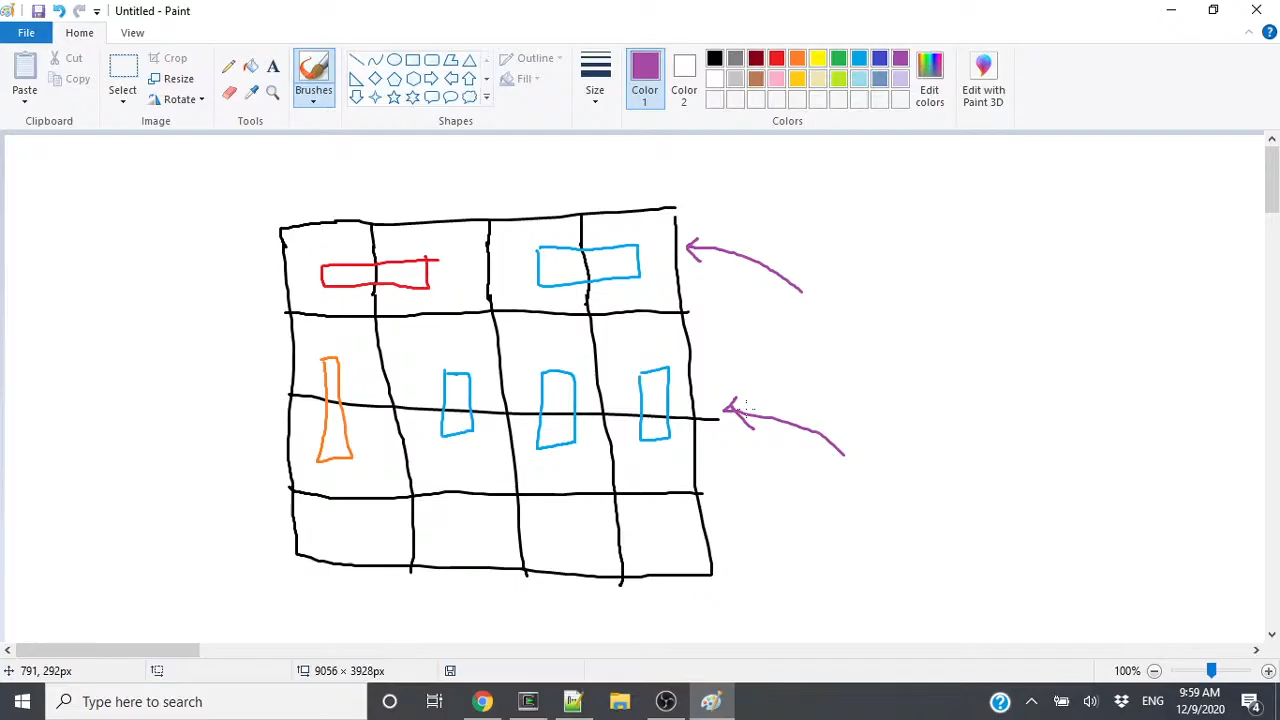 Untitled - Paint
File
Home
View
Paste
Cut
Copy
Clipboard
Select
Crop
Resize
Rotate
Image
A
Tools
Brushes
Outline
Fill
Shapes
Size
Color 1
Color 2
Edit colors
Colors
Edit with Paint 3D
791, 292px
9056 × 3928px
100%
Type here to search
ENG
9:59 AM
12/9/2020
4